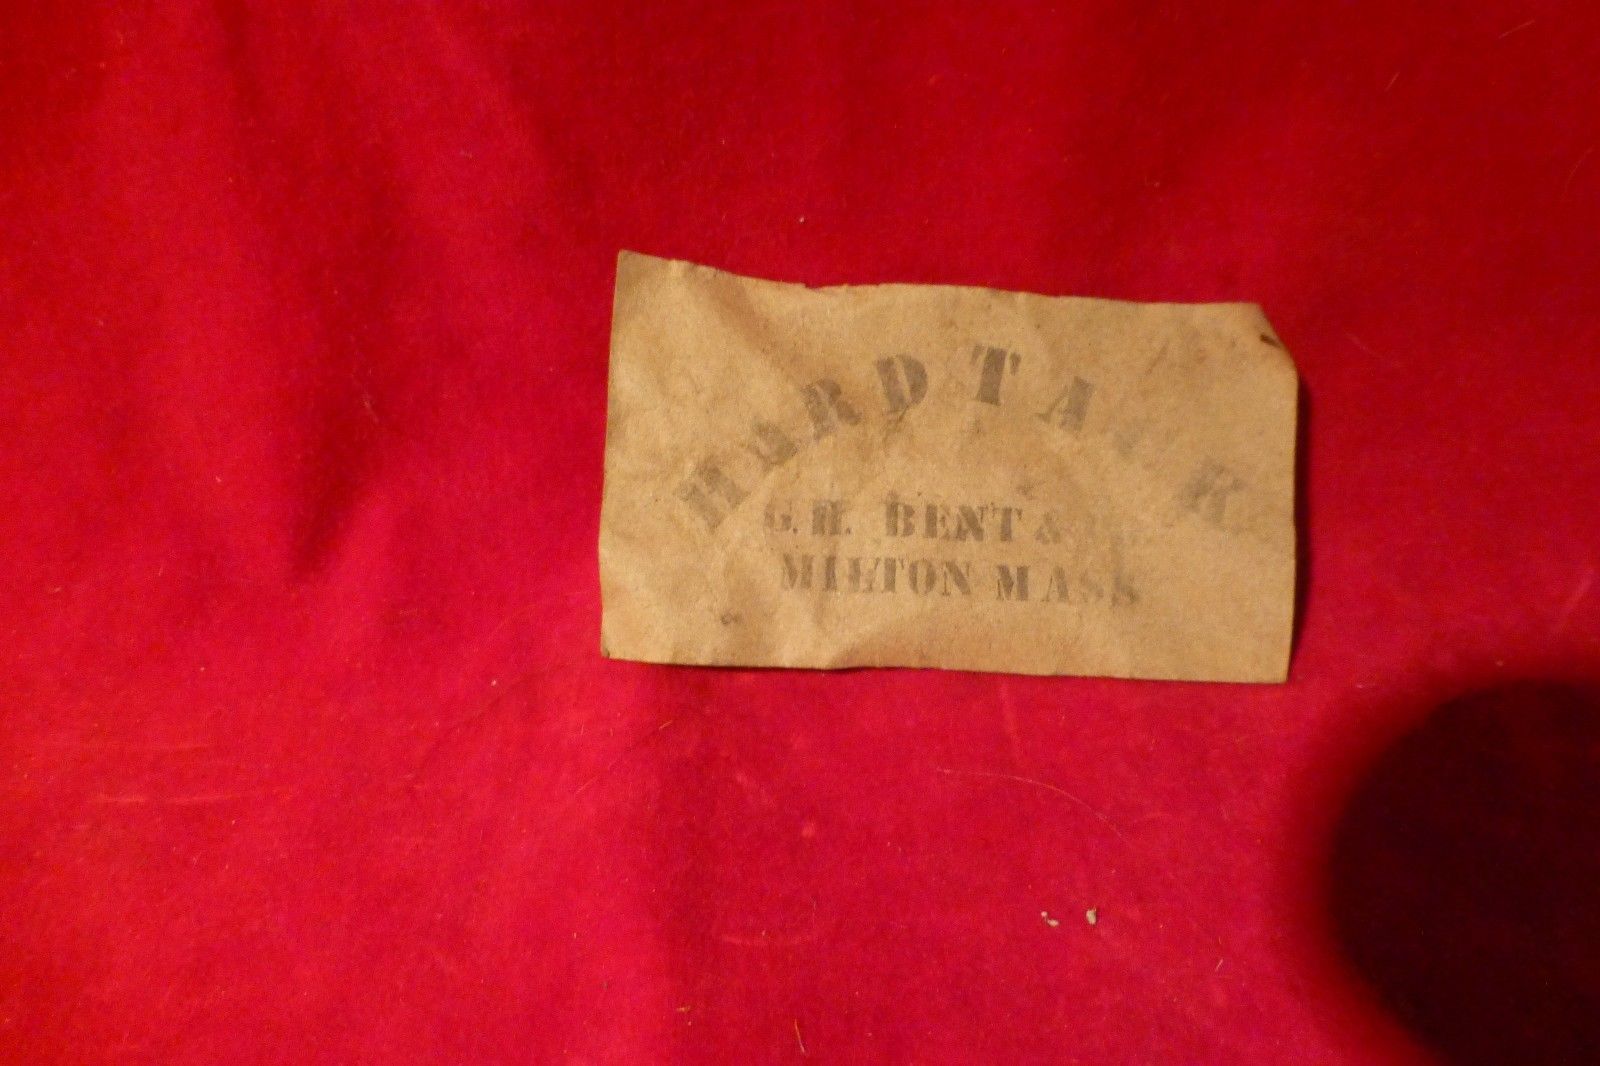 HARDTACK
G. H. BENT &
MILTON MASS